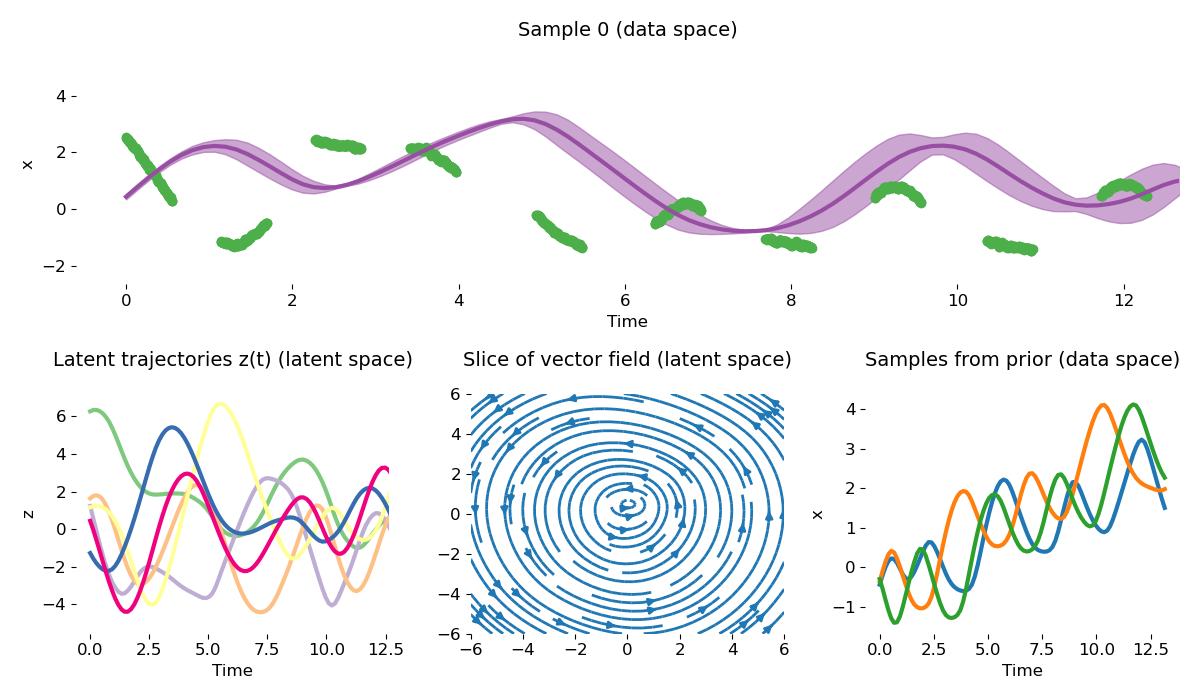 Sample 0 (data space)
4
2
0
−2
x
0 2 4 6 8 10 12
Time
Latent trajectories z(t) (latent space)
6
4
2
0
−2
−4
z
0.0 2.5 5.0 7.5 10.0 12.5
Time
Slice of vector field (latent space)
6
4
2
0
−2
−4
−6
−6 −4 −2 0 2 4 6
Samples from prior (data space)
4
3
2
1
0
−1
x
0.0 2.5 5.0 7.5 10.0 12.5
Time